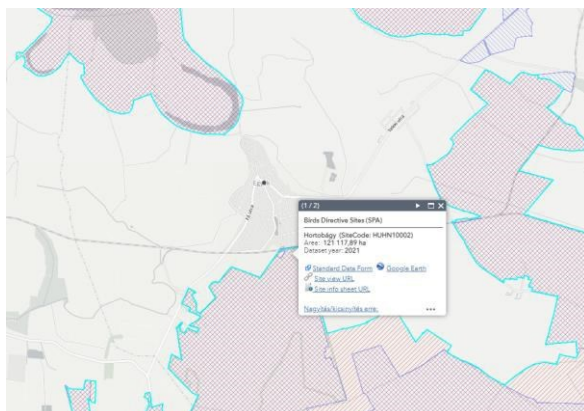 (1 / 2)
Birds Directive Sites (SPA)
Hortobágy (SiteCode: HUHN10002)
Area: 121 117,89 ha
Dataset year: 2021
Standard Data Form Google Earth
Site view URL
Site info sheet URL
Nagyítás/kicsinyítés erre: